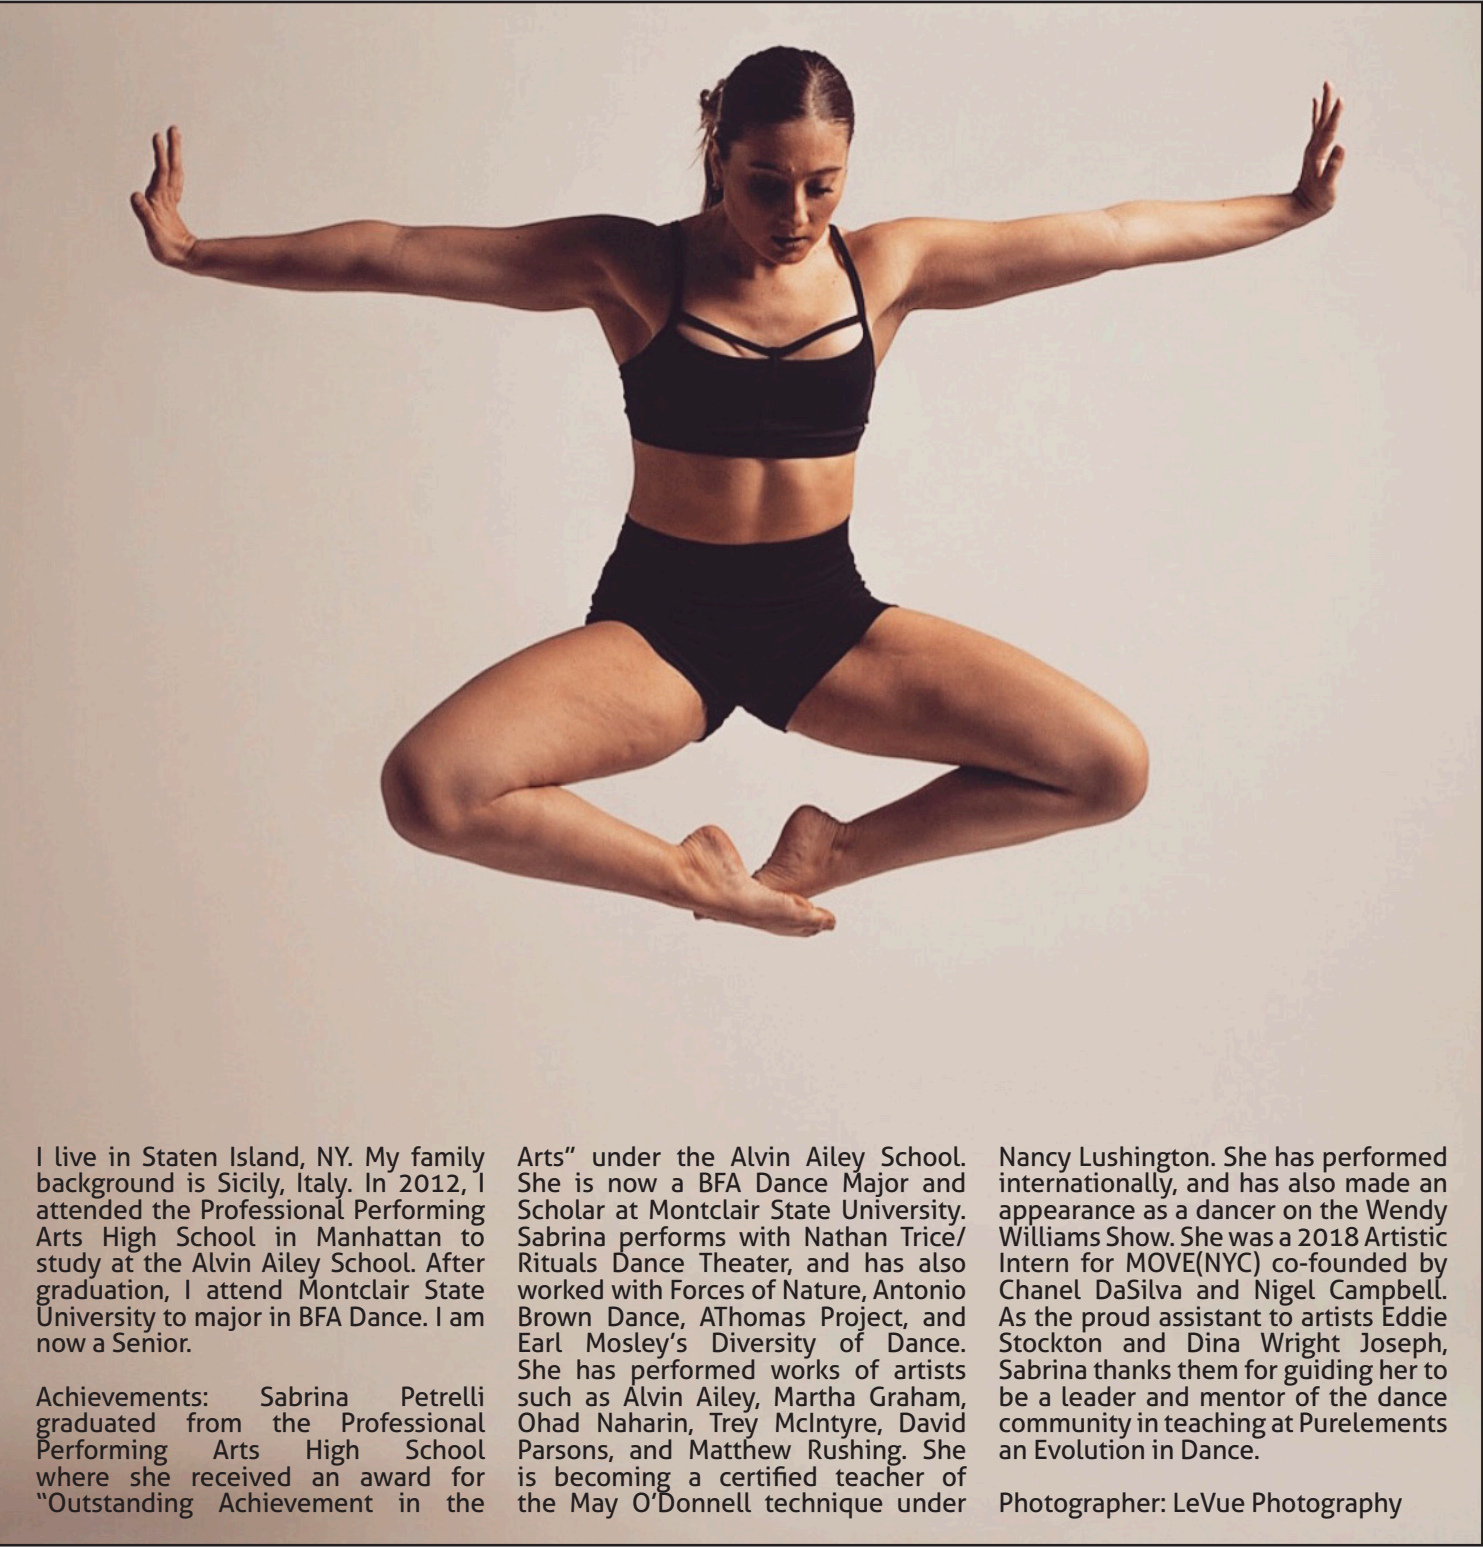 I live in Staten Island, NY. My family
background is Sicily, Italy. In 2012, I
attended the Professional Performing
Arts High School in Manhattan to
study at the Alvin Ailey School. After
graduation, I attend Montclair State
University to major in BFA Dance. I am
now a Senior.
Achievements: Sabrina Petrelli
graduated from the Professional
Performing Arts High School
where she received an award for
“Outstanding Achievement in the
Arts” under the Alvin Ailey School.
She is now a BFA Dance Major and
Scholar at Montclair State University.
Sabrina performs with Nathan Trice/
Rituals Dance Theater, and has also
worked with Forces of Nature, Antonio
Brown Dance, AThomas Project, and
Earl Mosley’s Diversity of Dance.
She has performed works of artists
such as Alvin Ailey, Martha Graham,
Ohad Naharin, Trey McIntyre, David
Parsons, and Matthew Rushing. She
is becoming a certified teacher of
the May O’Donnell technique under
Nancy Lushington. She has performed
internationally, and has also made an
appearance as a dancer on the Wendy
Williams Show. She was a 2018 Artistic
Intern for MOVE(NYC) co-founded by
Chanel DaSilva and Nigel Campbell.
As the proud assistant to artists Eddie
Stockton and Dina Wright Joseph,
Sabrina thanks them for guiding her to
be a leader and mentor of the dance
community in teaching at Purelements
an Evolution in Dance.
Photographer: LeVue Photography